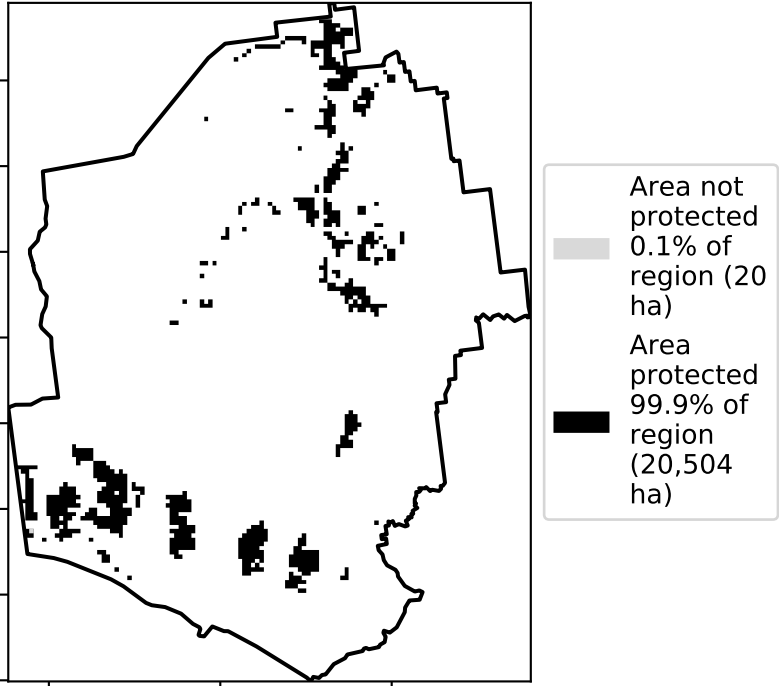 Area not
protected
0.1% of
region (20
ha)
Area
protected
99.9% of
region
(20,504
ha)